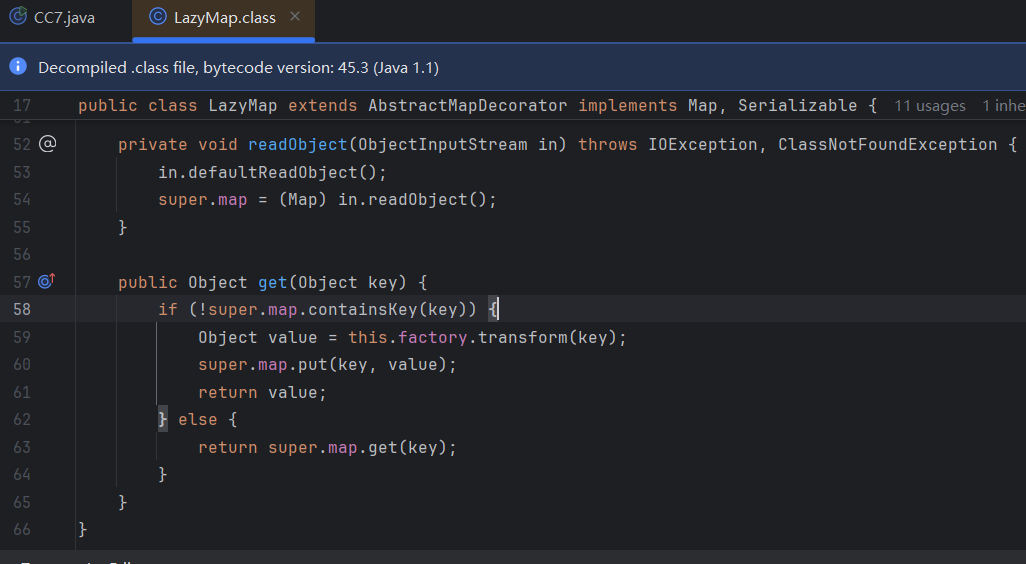 CC7.java LazyMap.class
Decompiled .class file, bytecode version: 45.3 (Java 1.1)
17 public class LazyMap extends AbstractMapDecorator implements Map, Serializable { 11 usages 1 inhe
52 private void readObject(ObjectInputStream in) throws IOException, ClassNotFoundException {
53 in.defaultReadObject();
54 super.map = (Map) in.readObject();
55 }
56
57 public Object get(Object key) {
58 if (!super.map.containsKey(key)) {
59 Object value = this.factory.transform(key);
60 super.map.put(key, value);
61 return value;
62 } else {
63 return super.map.get(key);
64 }
65 }
66 }